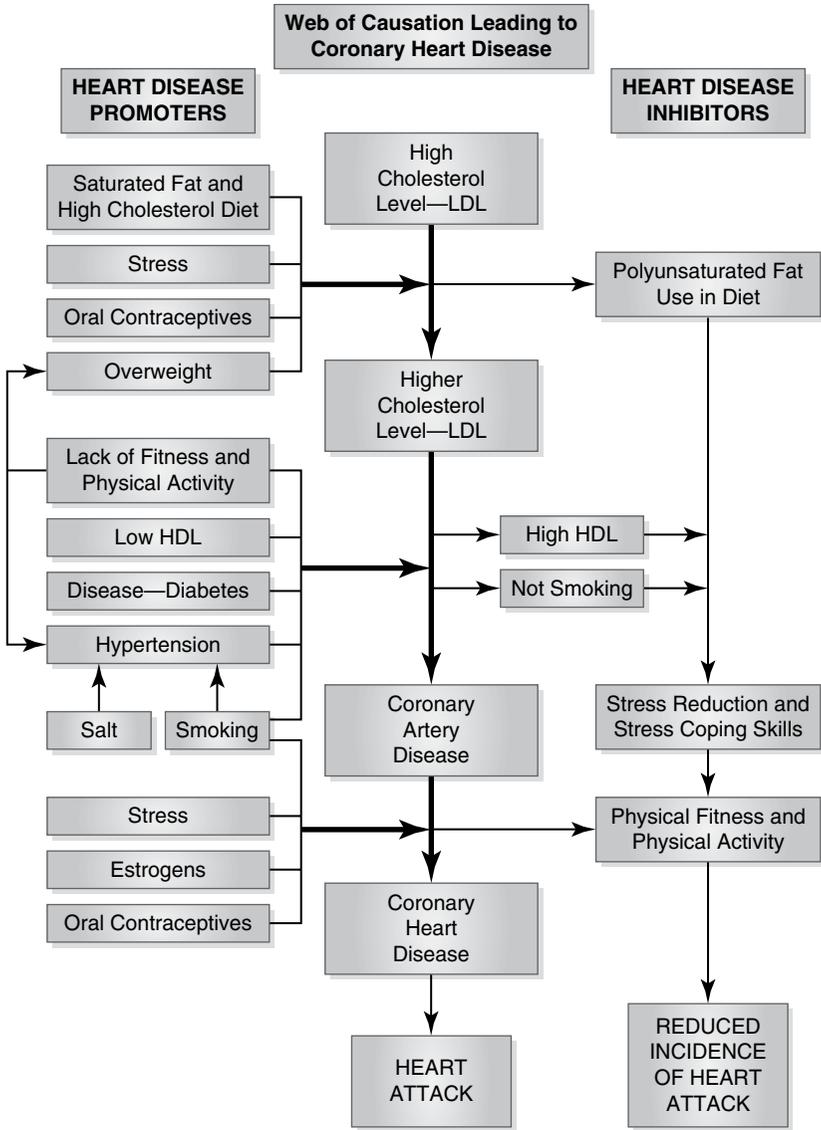 Web of Causation Leading to
Coronary Heart Disease
HEART DISEASE
PROMOTERS
HEART DISEASE
INHIBITORS
High
Cholesterol
Level—LDL
Saturated Fat and
High Cholesterol Diet
Stress
Oral Contraceptives
Overweight
Polyunsaturated Fat
Use in Diet
Higher
Cholesterol
Level—LDL
Lack of Fitness and
Physical Activity
Low HDL
Disease—Diabetes
Hypertension
Salt
Smoking
High HDL
Not Smoking
Coronary
Artery
Disease
Stress Reduction and
Stress Coping Skills
Stress
Estrogens
Oral Contraceptives
Physical Fitness and
Physical Activity
Coronary
Heart
Disease
HEART
ATTACK
REDUCED
INCIDENCE
OF HEART
ATTACK